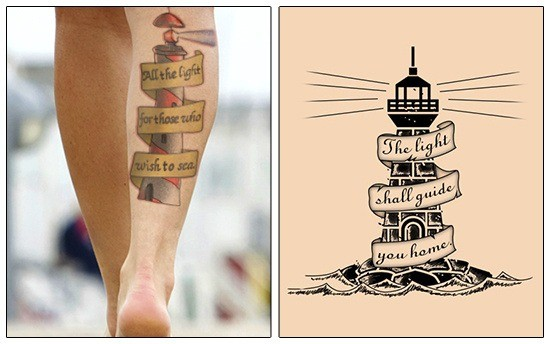 All the light
for those who
wish to sea.
The light
shall guide
you home.